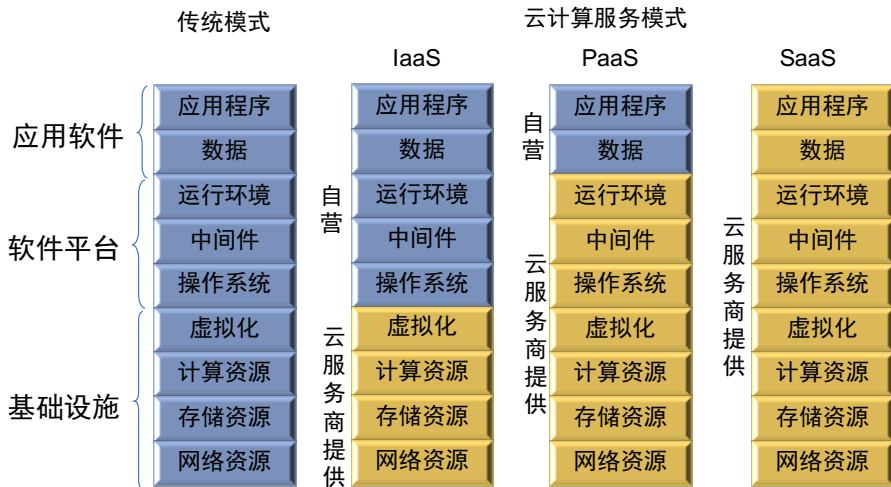 传统模式
云计算服务模式
IaaS
PaaS
SaaS
应用软件
软件平台
基础设施
应用程序
数据
运行环境
中间件
操作系统
虚拟化
计算资源
存储资源
网络资源
自营
云服务商提供
应用程序
数据
运行环境
中间件
操作系统
虚拟化
计算资源
存储资源
网络资源
自营
云服务商提供
应用程序
数据
运行环境
中间件
操作系统
虚拟化
计算资源
存储资源
网络资源
云服务商提供
应用程序
数据
运行环境
中间件
操作系统
虚拟化
计算资源
存储资源
网络资源